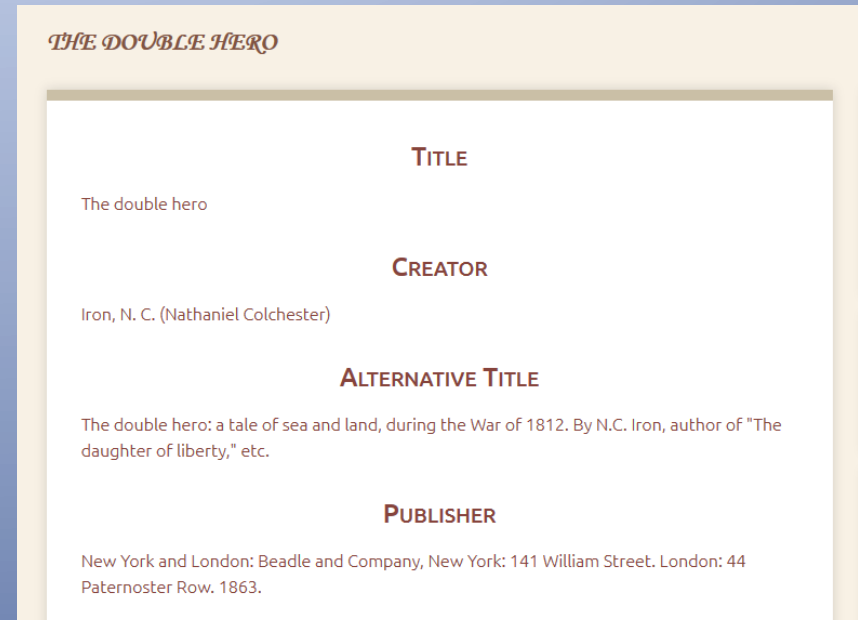 THE DOUBLE HERO
Title
The double hero
Creator
Iron, N. C. (Nathaniel Colchester)
Alternative Title
The double hero: a tale of sea and land, during the War of 1812. By N.C. Iron, author of "The
daughter of liberty," etc.
Publisher
New York and London: Beadle and Company, New York: 141 William Street. London: 44
Paternoster Row. 1863.